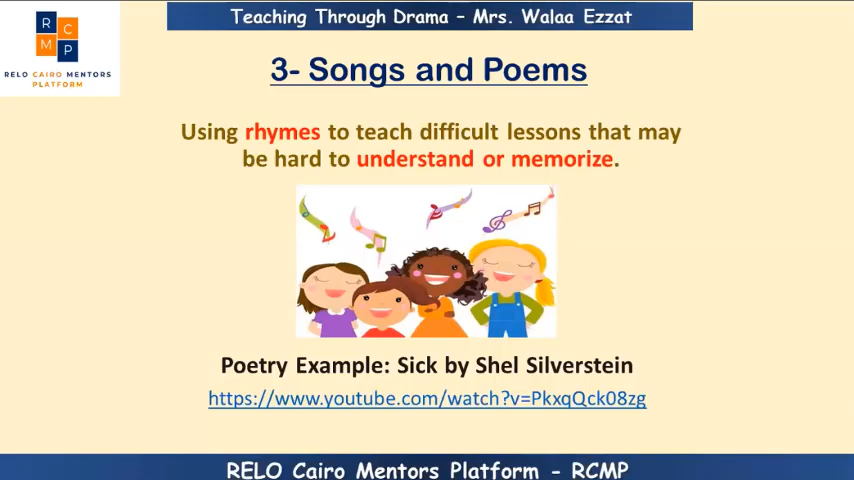 Teaching Through Drama – Mrs. Walaa Ezzat
R C
M P
RELO CAIRO MENTORS
PLATFORM
3- Songs and Poems
Using rhymes to teach difficult lessons that may
be hard to understand or memorize.
Poetry Example: Sick by Shel Silverstein
https://www.youtube.com/watch?v=PkxqQck08zg
RELO Cairo Mentors Platform - RCMP